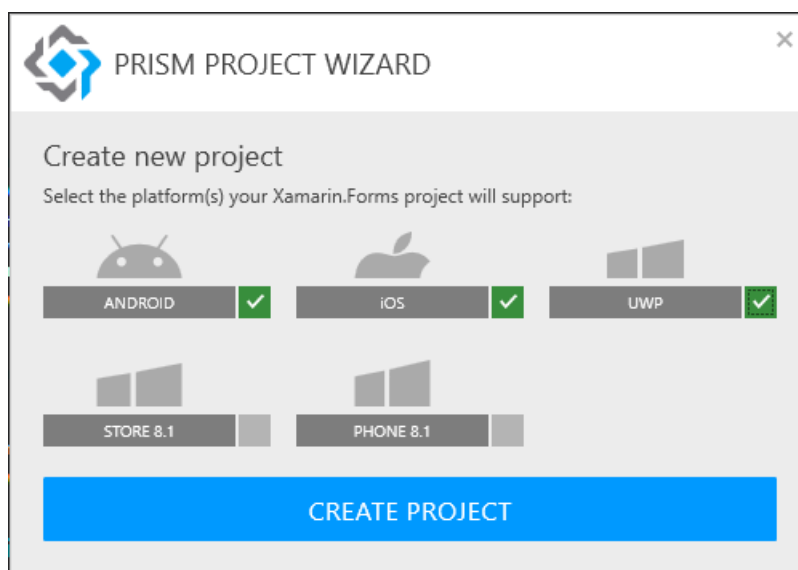 PRISM PROJECT WIZARD
Create new project
Select the platform(s) your Xamarin.Forms project will support:
ANDROID
iOS
UWP
STORE 8.1
PHONE 8.1
CREATE PROJECT